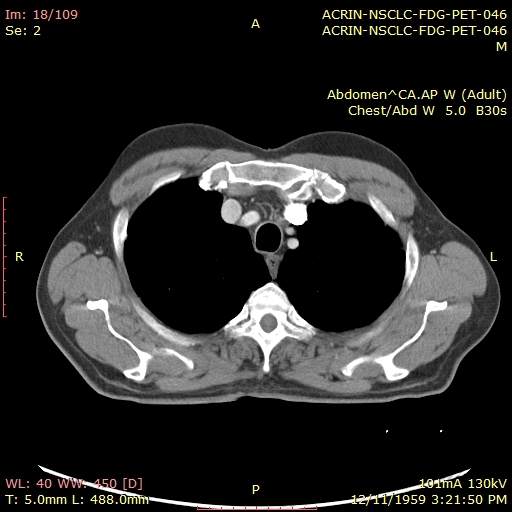 Im: 18/109
Se: 2
A
ACRIN-NSCLC-FDG-PET-046
ACRIN-NSCLC-FDG-PET-046
M
Abdomen^CA.AP W (Adult)
Chest/Abd W 5.0 B30s
R
L
WL: 40 WW: 450 [D]
T: 5.0mm L: 488.0mm
P
101mA 130kV
12/11/1959 3:21:50 PM